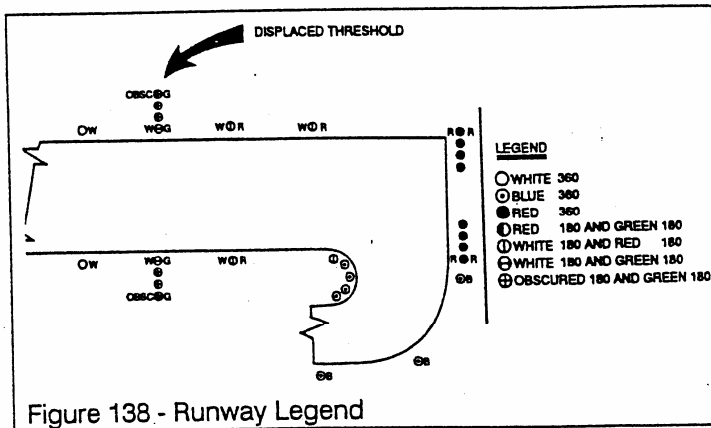 DISPLACED THRESHOLD
OBSC G
W W G W R W R R R
LEGEND
WHITE 360
BLUE 360
RED 360
RED 180 AND GREEN 180
WHITE 180 AND RED 180
WHITE 180 AND GREEN 180
OBSCURED 180 AND GREEN 180
W W G W R R R
OBSC G B
B B
Figure 138 - Runway Legend